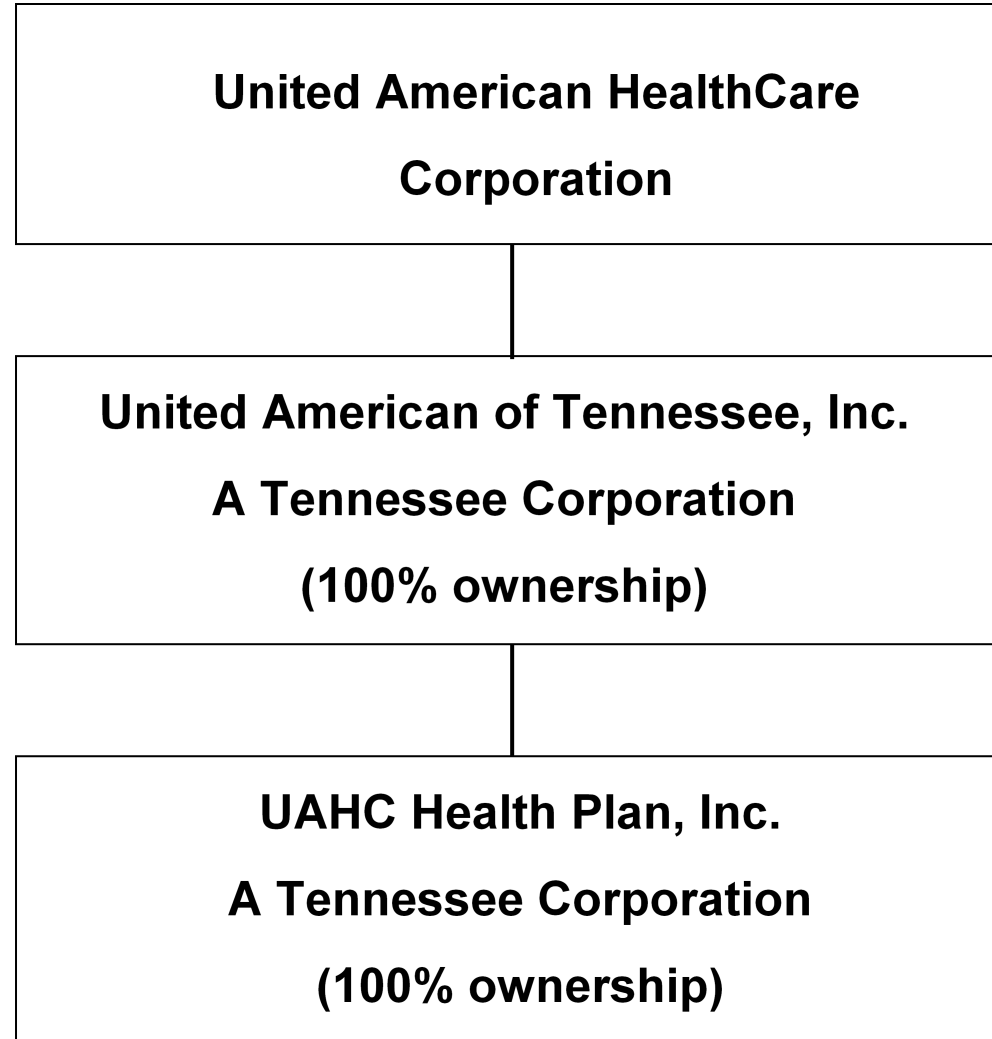 United American HealthCare
Corporation
United American of Tennessee, Inc.
A Tennessee Corporation
(100% ownership)
UAHC Health Plan, Inc.
A Tennessee Corporation
(100% ownership)